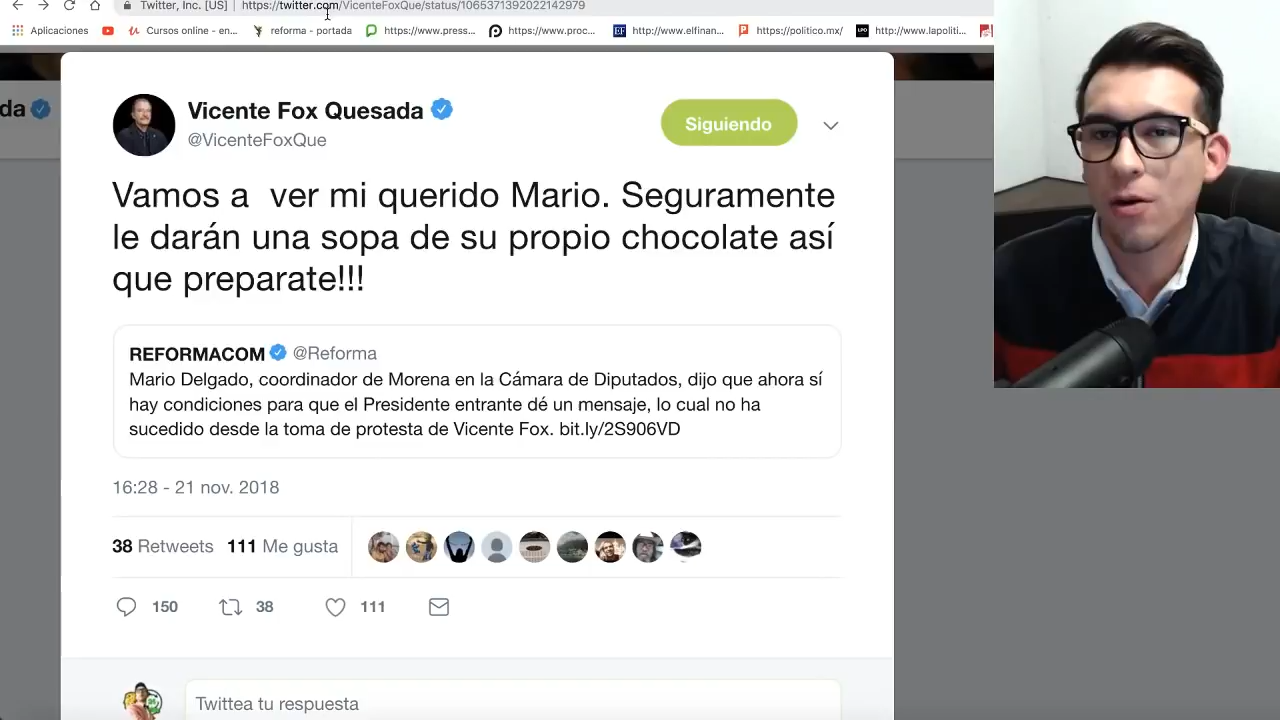 Twitter, Inc. [US] | https://twitter.com/VicenteFoxQue/status/1065371392022142979
Aplicaciones Cursos online - en... reforma - portada https://www.press... https://www.proc... EF http://www.elfinan... P https://politico.mx/ LPO http://www.lapoliti...
da
Vicente Fox Quesada
@VicenteFoxQue
Siguiendo
Vamos a ver mi querido Mario. Seguramente
le darán una sopa de su propio chocolate así
que preparate!!!
REFORMACOM @Reforma
Mario Delgado, coordinador de Morena en la Cámara de Diputados, dijo que ahora sí
hay condiciones para que el Presidente entrante dé un mensaje, lo cual no ha
sucedido desde la toma de protesta de Vicente Fox. bit.ly/2S906VD
16:28 - 21 nov. 2018
38 Retweets 111 Me gusta
150 38 111
Twittea tu respuesta